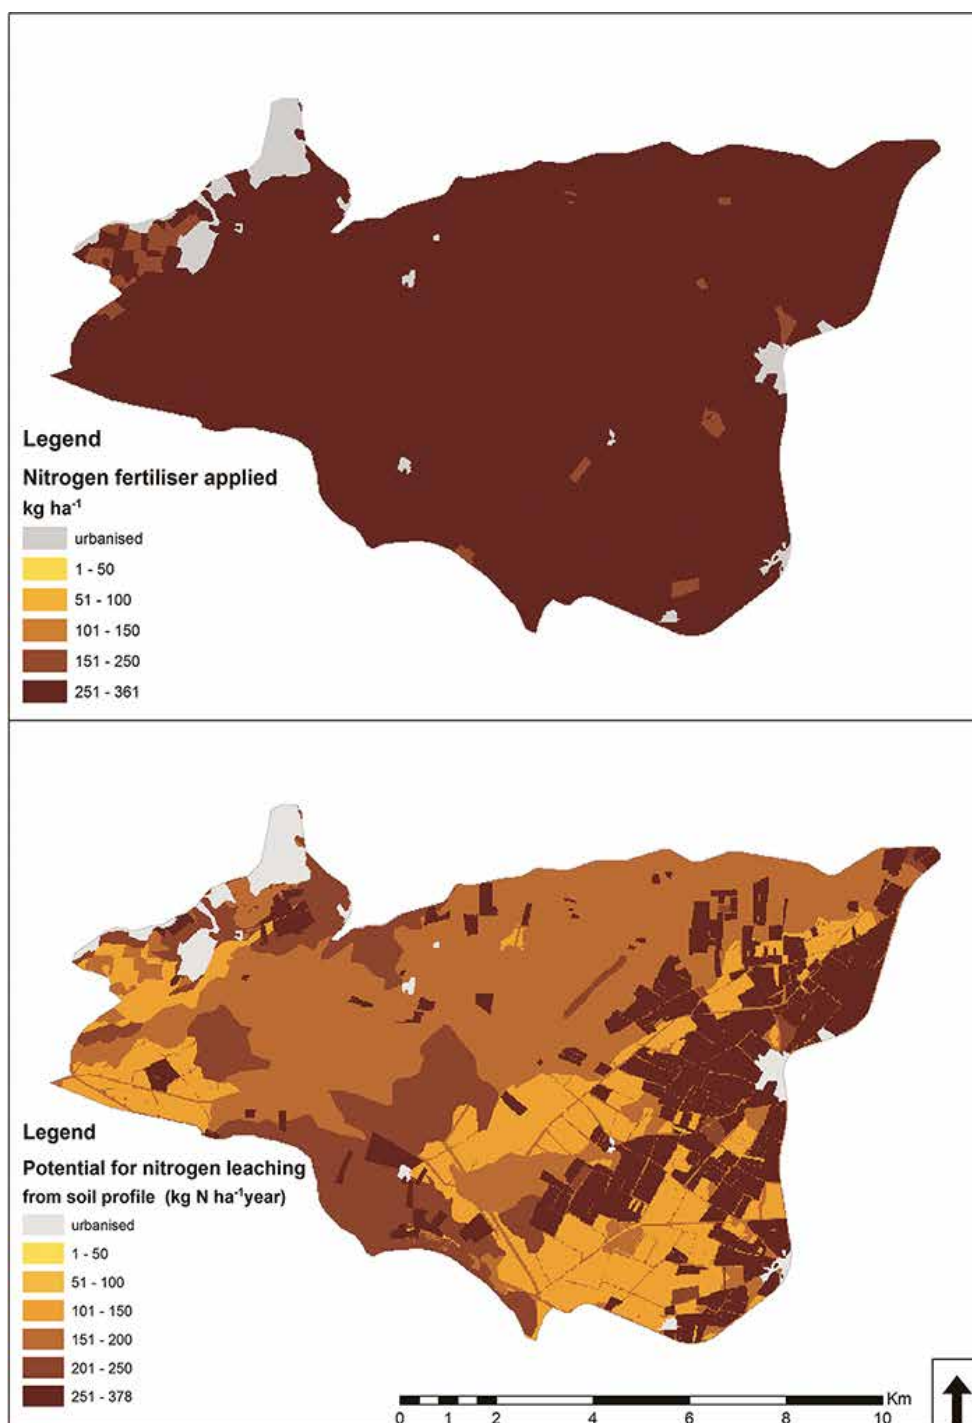 Legend
Nitrogen fertiliser applied
kg ha-1
urbanised
1 - 50
51 - 100
101 - 150
151 - 250
251 - 361
Legend
Potential for nitrogen leaching
from soil profile (kg N ha-1year)
urbanised
1 - 50
51 - 100
101 - 150
151 - 200
201 - 250
251 - 378
Km
0 1 2 4 6 8 10